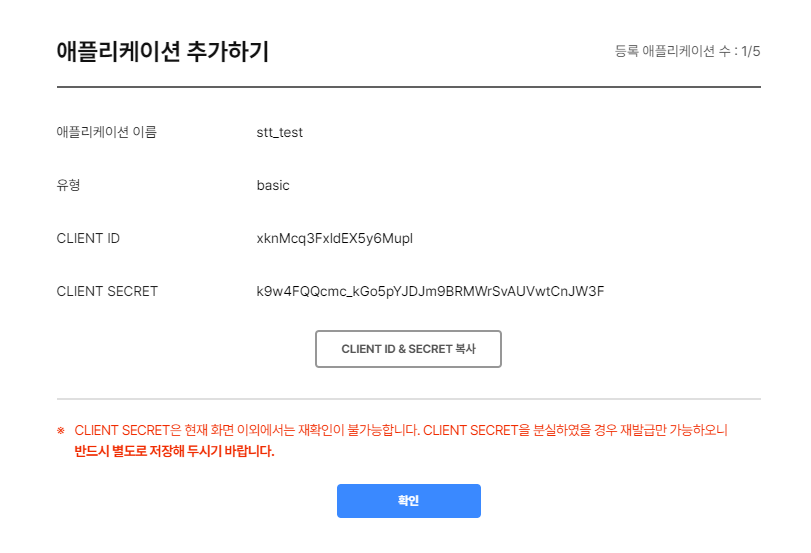 애플리케이션 추가하기
등록 애플리케이션 수 : 1/5
애플리케이션 이름 stt_test
유형 basic
CLIENT ID xknMcq3FxIdEX5y6MupI
CLIENT SECRET k9w4FQQcmc_kGo5pYJDJm9BRMWrSvAUVwtCnJW3F
CLIENT ID & SECRET 복사
※ CLIENT SECRET은 현재 화면 이외에서는 재확인이 불가능합니다. CLIENT SECRET을 분실하였을 경우 재발급만 가능하오니
반드시 별도로 저장해 두시기 바랍니다.
확인